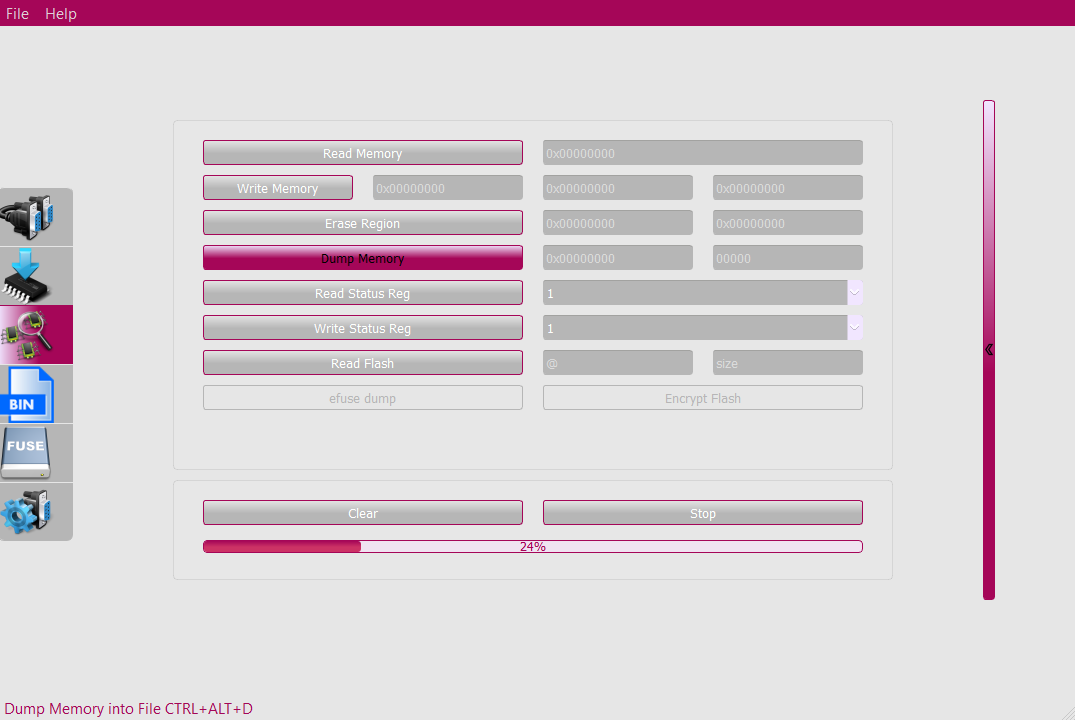 File Help
Read Memory 0x00000000
Write Memory 0x00000000 0x00000000 0x00000000
Erase Region 0x00000000 0x00000000
Dump Memory 0x00000000 00000
Read Status Reg 1
Write Status Reg 1
Read Flash @ size
efuse dump Encrypt Flash
BIN
FUSE
Clear Stop
24%
Dump Memory into File CTRL+ALT+D